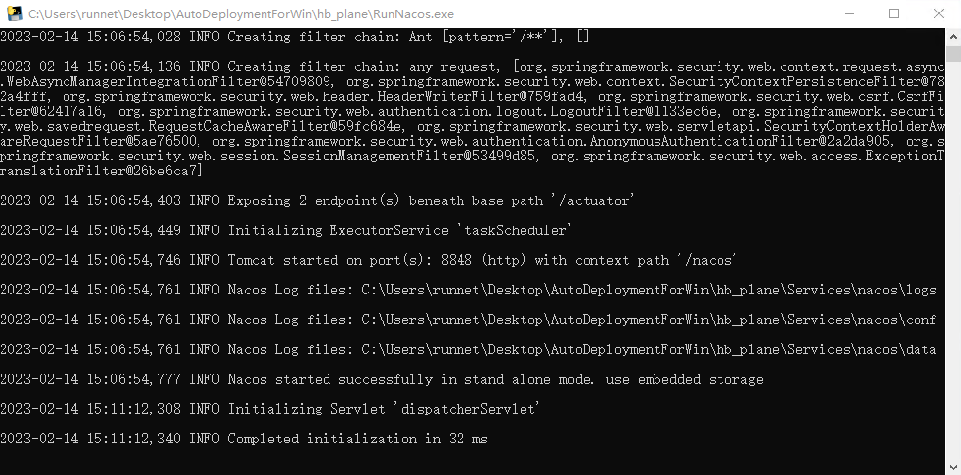 C:\Users\runnet\Desktop\AutoDeploymentForWin\hb_plane\RunNacos.exe
2023-02-14 15:06:54,028 INFO Creating filter chain: Ant [pattern='/**'], []
2023 02 14 15:06:54,136 INFO Creating filter chain: any request, [org.springframework.security.web.context.request.async
.WebAsyncManagerIntegrationFilter@54709809, org.springframework.security.web.context.SecurityContextPersistenceFilter@78
2a4fff, org.springframework.security.web.header.HeaderWriterFilter@759fad4, org.springframework.security.web.csrf.CsrfFi
lter@62417a16, org.springframework.security.web.authentication.logout.LogoutFilter@1133ec6e, org.springframework.securit
y.web.savedrequest.RequestCacheAwareFilter@59fc684e, org.springframework.security.web.servletapi.SecurityContextHolderAw
areRequestFilter@5ae76500, org.springframework.security.web.authentication.AnonymousAuthenticationFilter@2a2da905, org.s
pringframework.security.web.session.SessionManagementFilter@53499d85, org.springframework.security.web.access.ExceptionT
ranslationFilter@26be6ca7]
2023 02 14 15:06:54,403 INFO Exposing 2 endpoint(s) beneath base path '/actuator'
2023-02-14 15:06:54,449 INFO Initializing ExecutorService 'taskScheduler'
2023-02-14 15:06:54,746 INFO Tomcat started on port(s): 8848 (http) with context path '/nacos'
2023-02-14 15:06:54,761 INFO Nacos Log files: C:\Users\runnet\Desktop\AutoDeploymentForWin\hb_plane\Services\nacos\logs
2023-02-14 15:06:54,761 INFO Nacos Log files: C:\Users\runnet\Desktop\AutoDeploymentForWin\hb_plane\Services\nacos\conf
2023-02-14 15:06:54,761 INFO Nacos Log files: C:\Users\runnet\Desktop\AutoDeploymentForWin\hb_plane\Services\nacos\data
2023-02-14 15:06:54,777 INFO Nacos started successfully in stand alone mode. use embedded storage
2023-02-14 15:11:12,308 INFO Initializing Servlet 'dispatcherServlet'
2023-02-14 15:11:12,340 INFO Completed initialization in 32 ms